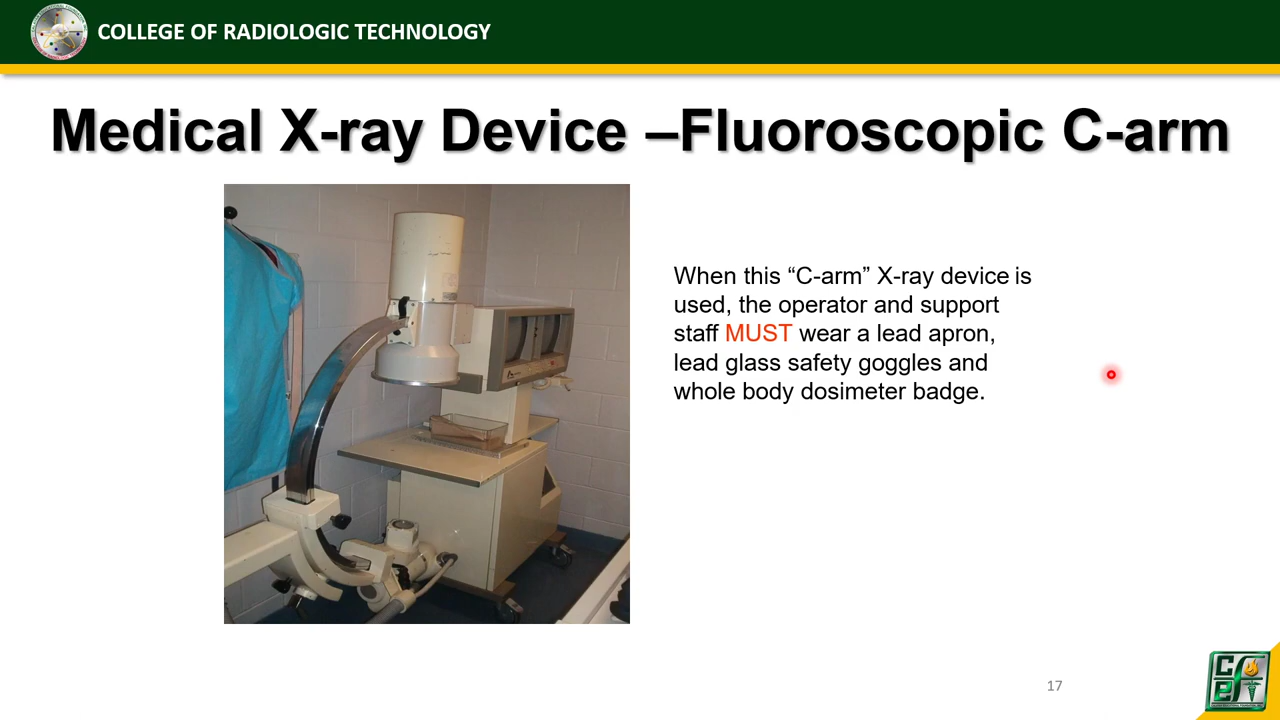 COLLEGE OF RADIOLOGIC TECHNOLOGY
Medical X-ray Device –Fluoroscopic C-arm
When this “C-arm” X-ray device is
used, the operator and support
staff MUST wear a lead apron,
lead glass safety goggles and
whole body dosimeter badge.
17